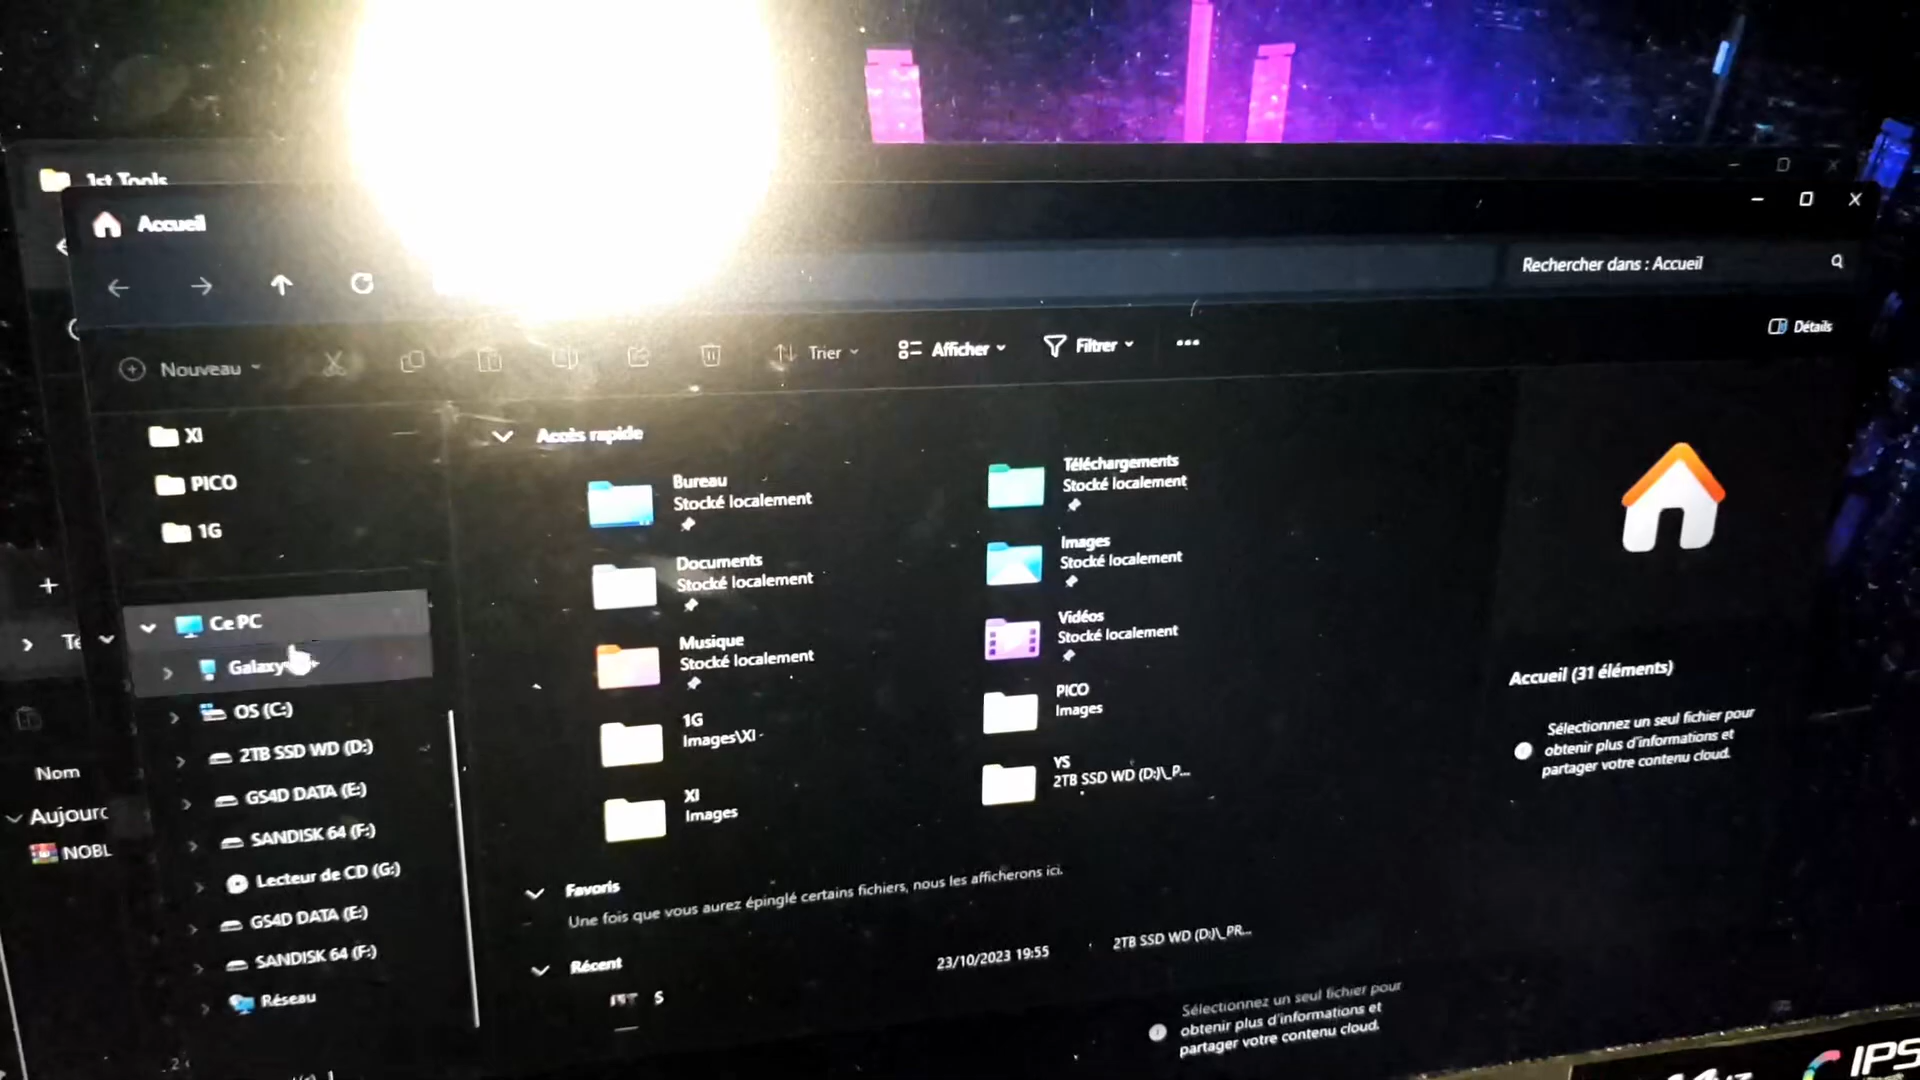 1st Tools
Accueil
Rechercher dans : Accueil
Détails
Nouveau
Trier
Afficher
Filtrer
XI
PICO
1G
Ce PC
Galaxy
OS (C:)
2TB SSD WD (D:)
GS4D DATA (E:)
SANDISK 64 (F:)
Lecteur de CD (G:)
GS4D DATA (E:)
SANDISK 64 (F:)
Réseau
Nom
NOBL
Accès rapide
Bureau
Stocké localement
Téléchargements
Stocké localement
Documents
Stocké localement
Images
Stocké localement
Musique
Stocké localement
Vidéos
Stocké localement
1G
Images\XI
PICO
Images
XI
Images
YS
2TB SSD WD (D:)\_P...
Favoris
Une fois que vous aurez épinglé certains fichiers, nous les afficherons ici.
Récent
S
23/10/2023 19:55
2TB SSD WD (D:)\_PR...
Accueil (31 éléments)
Sélectionnez un seul fichier pour
obtenir plus d'informations et
partager votre contenu cloud.
Sélectionnez un seul fichier pour
obtenir plus d'informations et
partager votre contenu cloud.
IPS